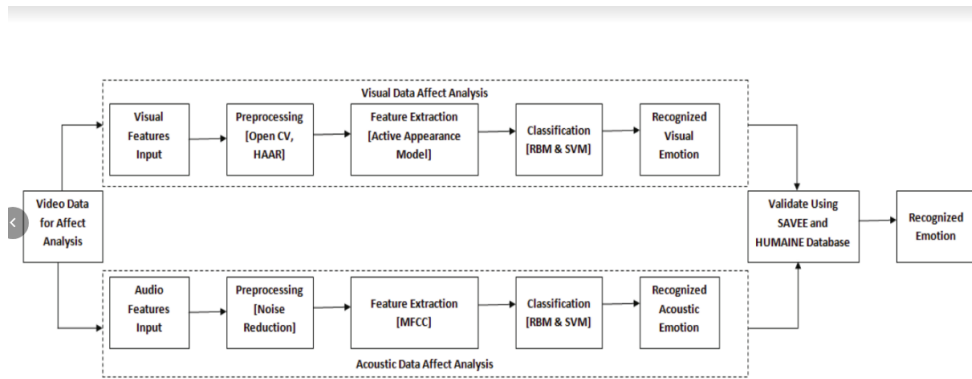 Visual Data Affect Analysis
Visual
Features
Input
Preprocessing
[Open CV,
HAAR]
Feature Extraction
[Active Appearance
Model]
Classification
[RBM & SVM]
Recognized
Visual
Emotion
Video Data
for Affect
Analysis
Validate Using
SAVEE and
HUMAINE Database
Recognized
Emotion
Audio
Features
Input
Preprocessing
[Noise
Reduction]
Feature Extraction
[MFCC]
Classification
[RBM & SVM]
Recognized
Acoustic
Emotion
Acoustic Data Affect Analysis